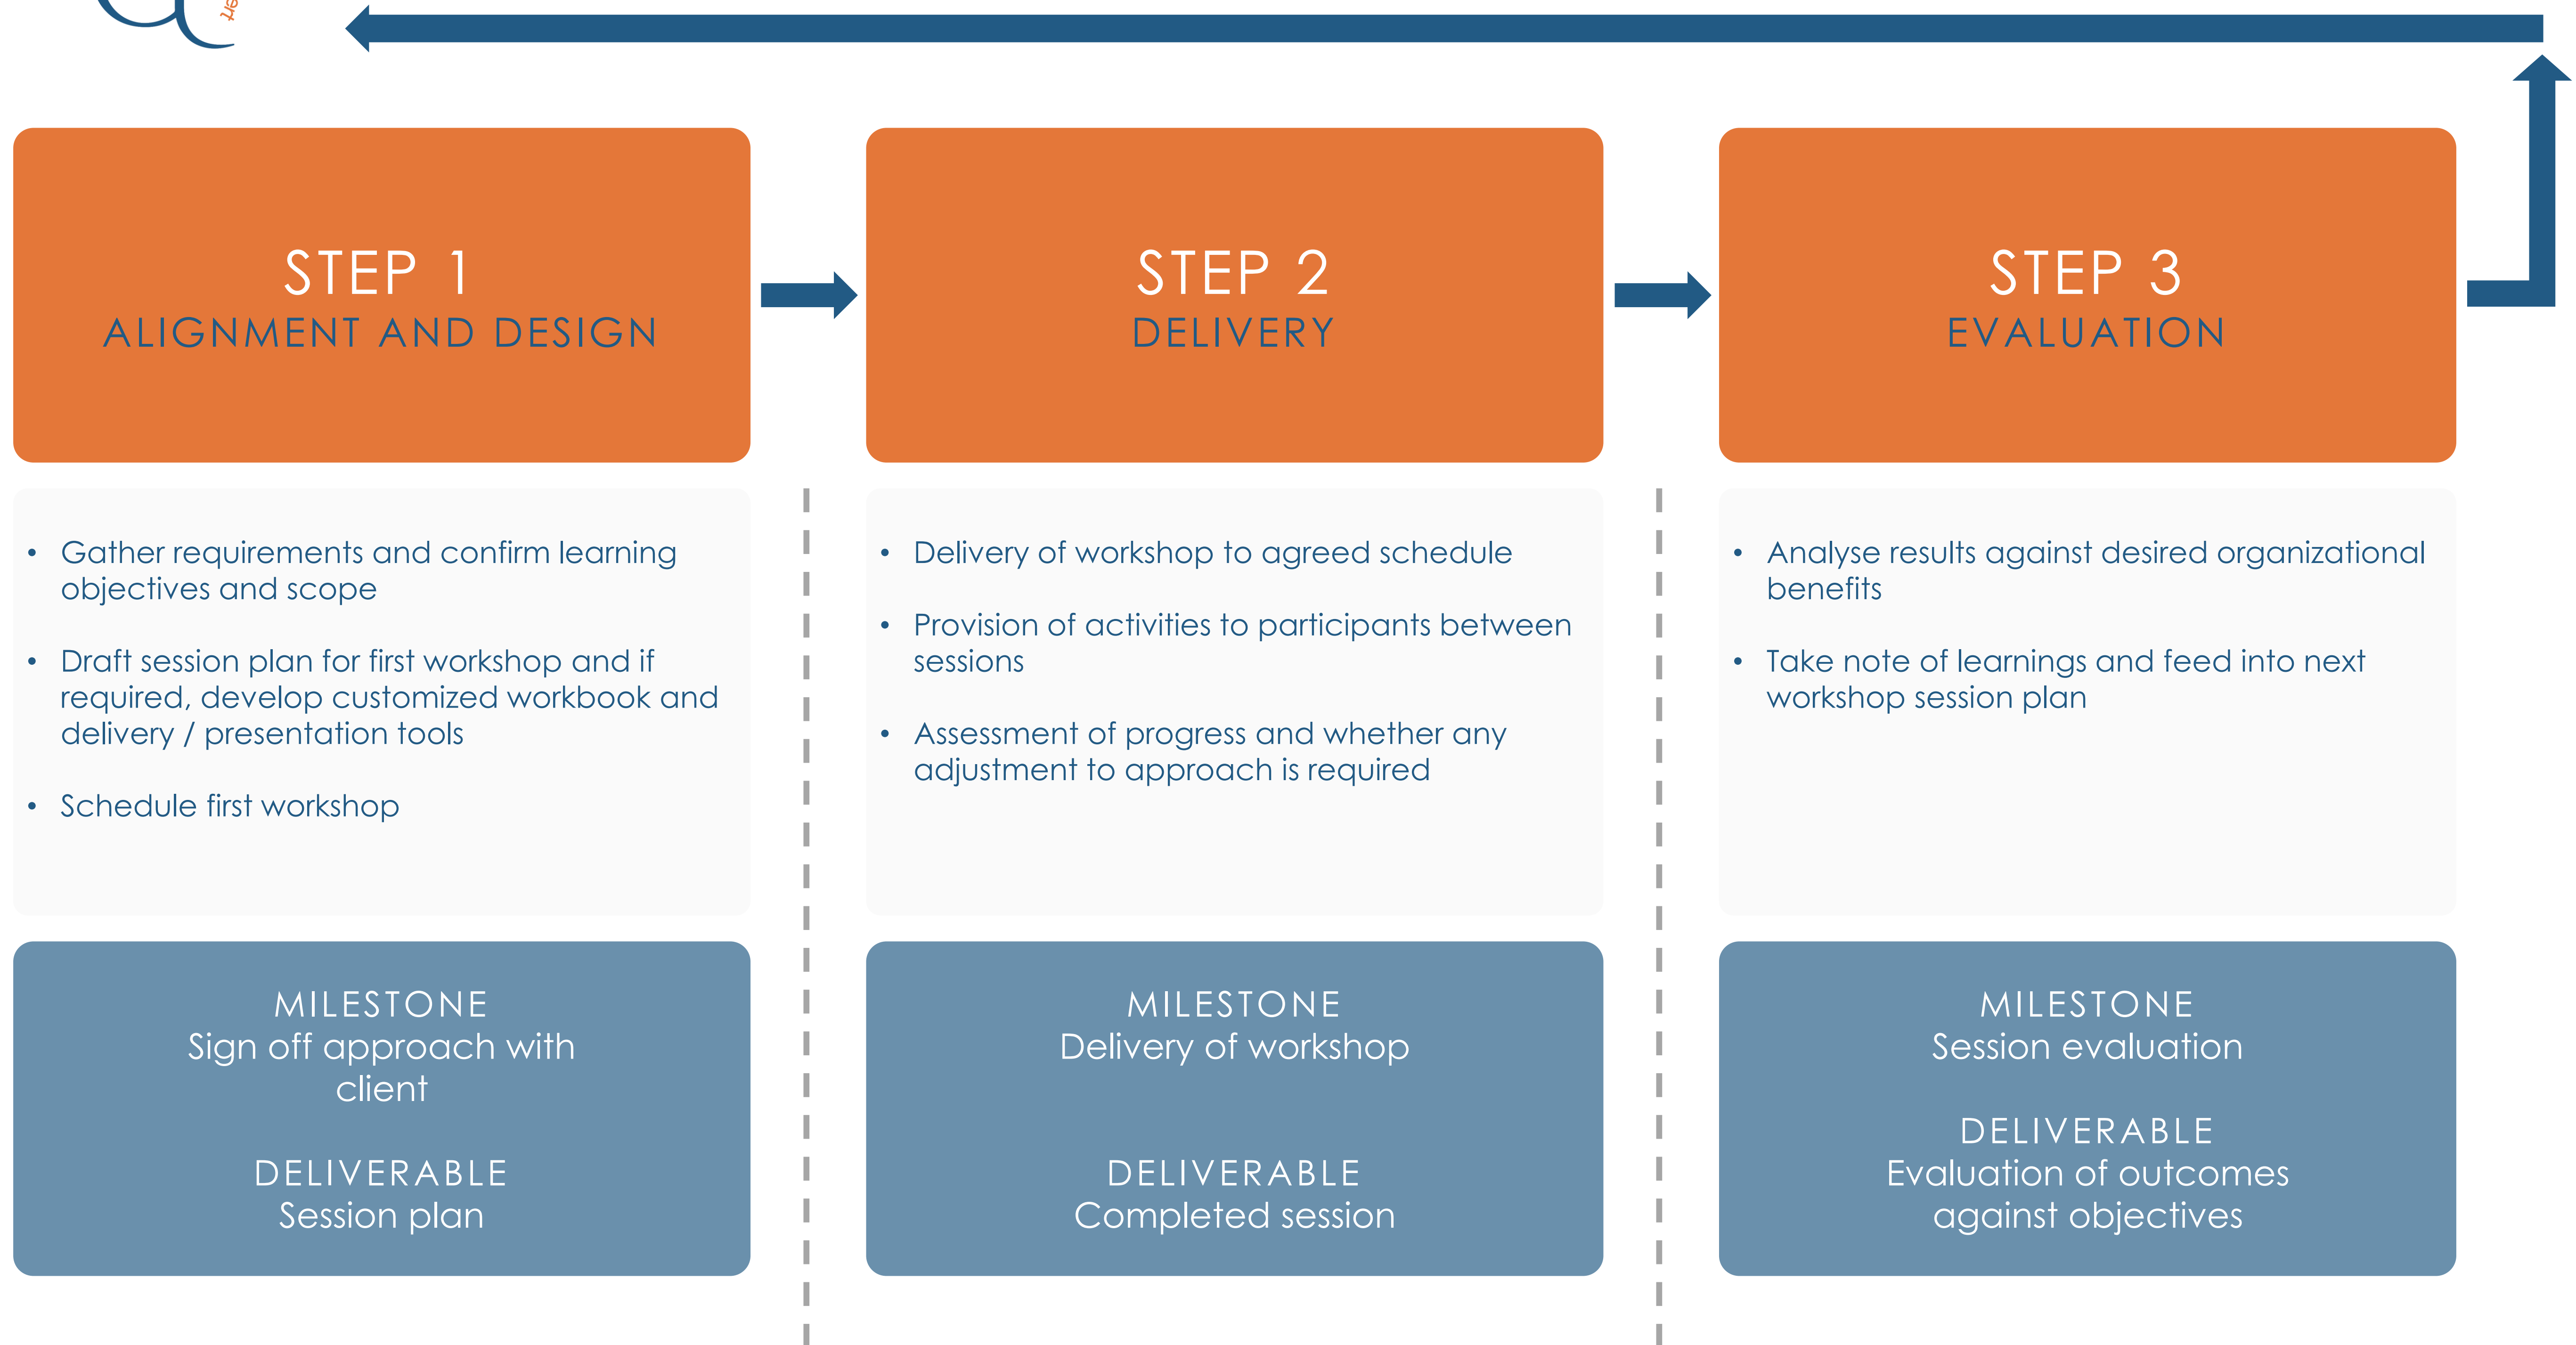 ert
STEP 1
ALIGNMENT AND DESIGN
STEP 2
DELIVERY
STEP 3
EVALUATION
• Gather requirements and confirm learning
objectives and scope
• Draft session plan for first workshop and if
required, develop customized workbook and
delivery / presentation tools
• Schedule first workshop
• Delivery of workshop to agreed schedule
• Provision of activities to participants between
sessions
• Assessment of progress and whether any
adjustment to approach is required
• Analyse results against desired organizational
benefits
• Take note of learnings and feed into next
workshop session plan
MILESTONE
Sign off approach with
client
DELIVERABLE
Session plan
MILESTONE
Delivery of workshop
DELIVERABLE
Completed session
MILESTONE
Session evaluation
DELIVERABLE
Evaluation of outcomes
against objectives